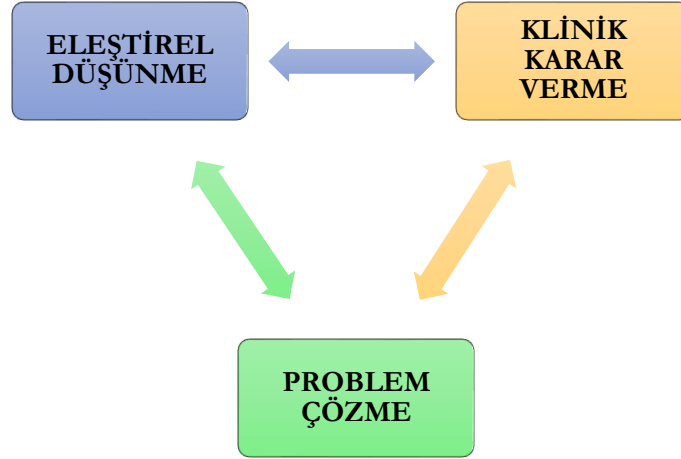 ELEŞTİREL
DÜŞÜNME
KLİNİK
KARAR
VERME
PROBLEM
ÇÖZME